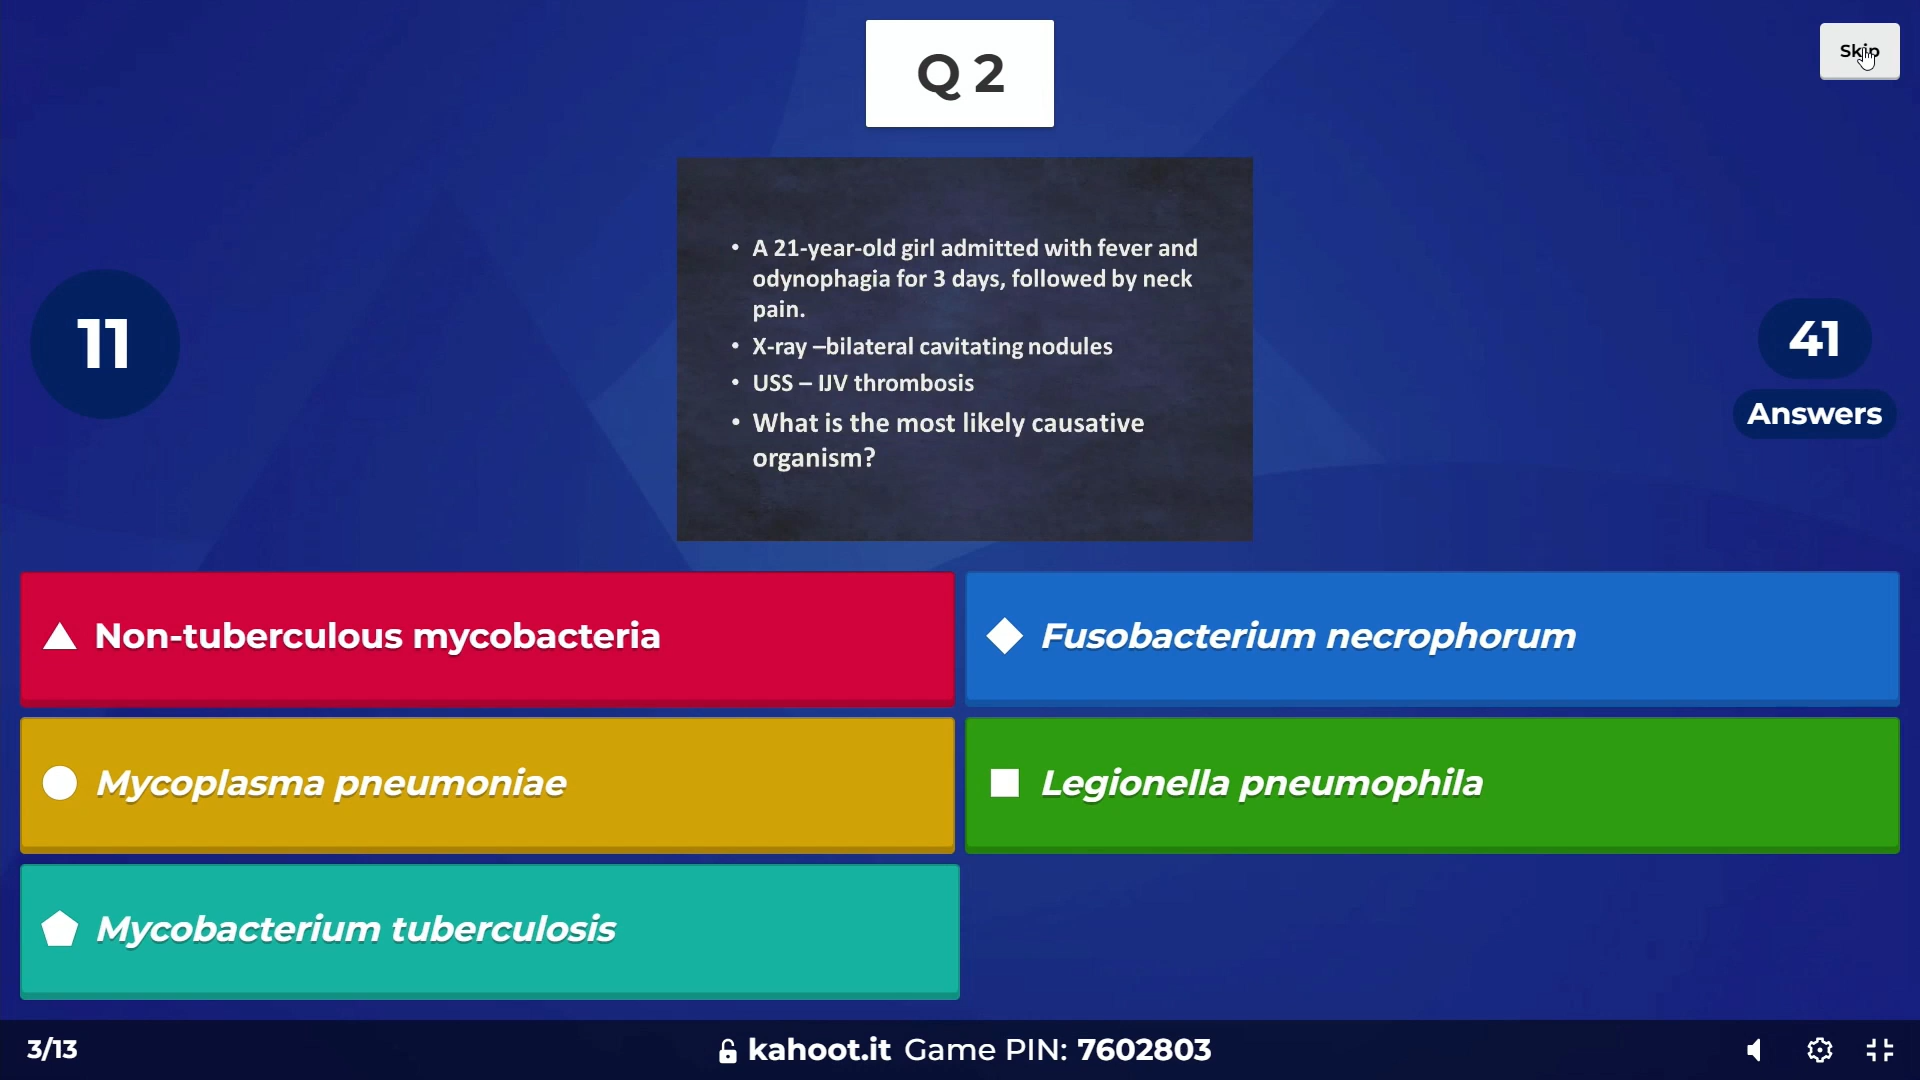 Q 2
Skip
• A 21-year-old girl admitted with fever and
odynophagia for 3 days, followed by neck
pain.
• X-ray –bilateral cavitating nodules
• USS – IJV thrombosis
• What is the most likely causative
organism?
11
41
Answers
Non-tuberculous mycobacteria
Fusobacterium necrophorum
Mycoplasma pneumoniae
Legionella pneumophila
Mycobacterium tuberculosis
3/13
kahoot.it Game PIN: 7602803